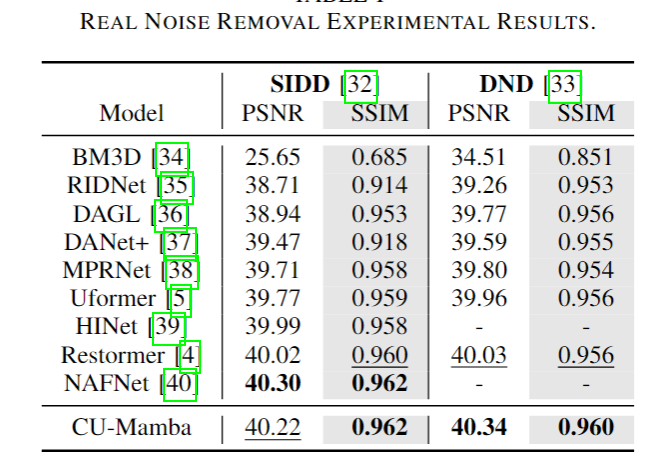 REAL NOISE REMOVAL EXPERIMENTAL RESULTS.
SIDD [32] DND [33]
Model PSNR SSIM PSNR SSIM
BM3D [34] 25.65 0.685 34.51 0.851
RIDNet [35] 38.71 0.914 39.26 0.953
DAGL [36] 38.94 0.953 39.77 0.956
DANet+ [37] 39.47 0.918 39.59 0.955
MPRNet [38] 39.71 0.958 39.80 0.954
Uformer [5] 39.77 0.959 39.96 0.956
HINet [39] 39.99 0.958 - -
Restormer [4] 40.02 0.960 40.03 0.956
NAFNet [40] 40.30 0.962 - -
CU-Mamba 40.22 0.962 40.34 0.960